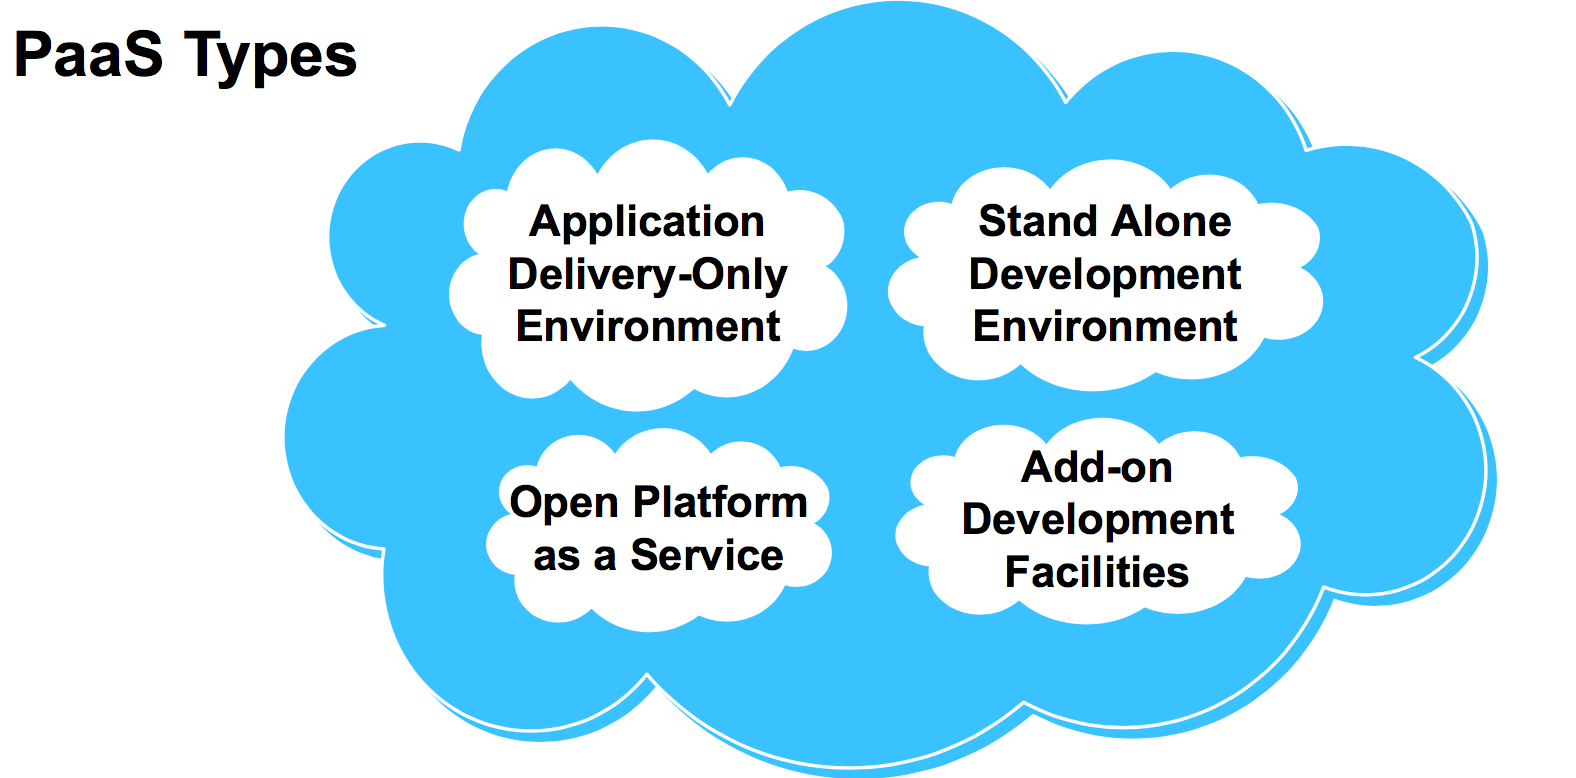 PaaS Types
Application
Delivery-Only
Environment
Stand Alone
Development
Environment
Open Platform
as a Service
Add-on
Development
Facilities